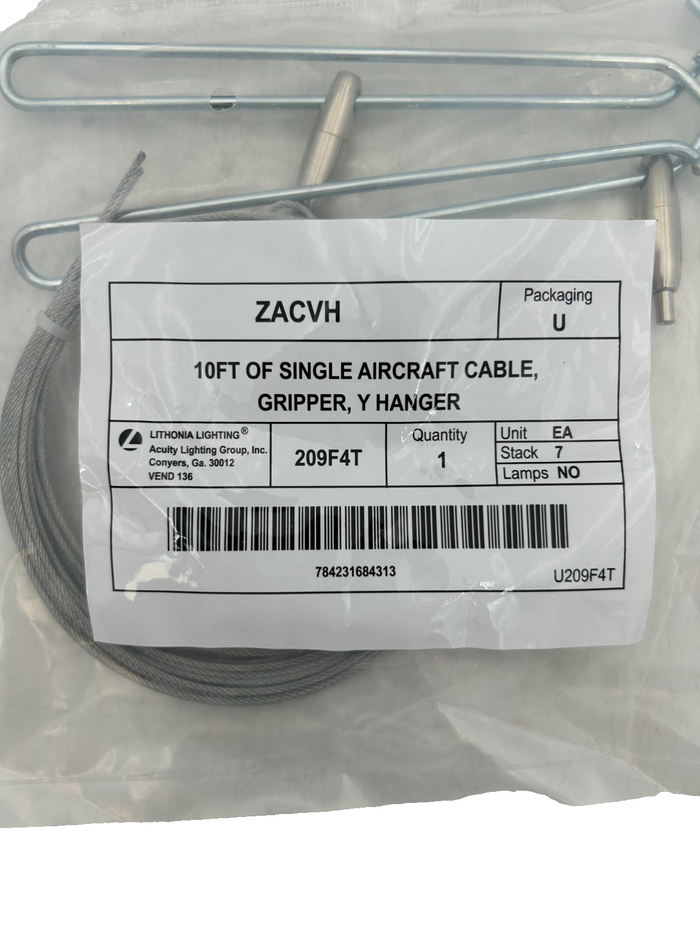 ZACVH
Packaging
U
10FT OF SINGLE AIRCRAFT CABLE,
GRIPPER, Y HANGER
LITHONIA LIGHTING®
Acuity Lighting Group, Inc.
Conyers, Ga. 30012
VEND 136
209F4T
Quantity
1
Unit EA
Stack 7
Lamps NO
784231684313
U209F4T